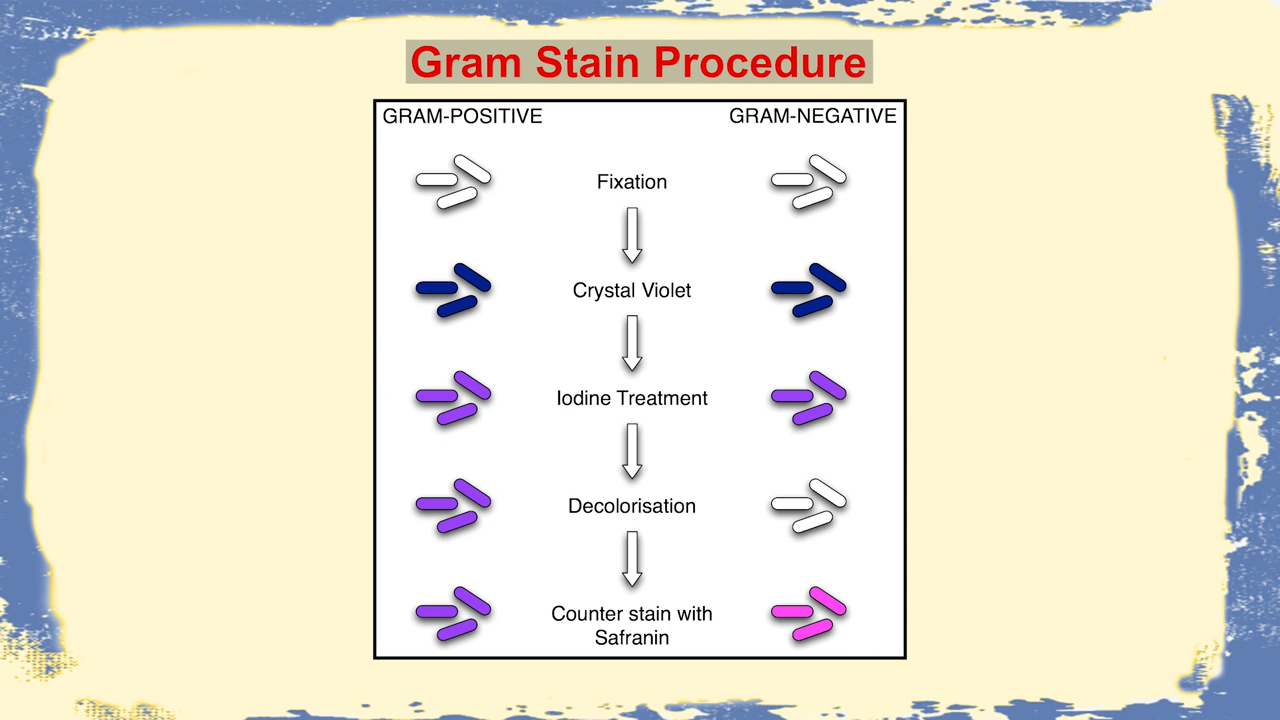 Gram Stain Procedure
GRAM-POSITIVE
GRAM-NEGATIVE
Fixation
Crystal Violet
Iodine Treatment
Decolorisation
Counter stain with
Safranin